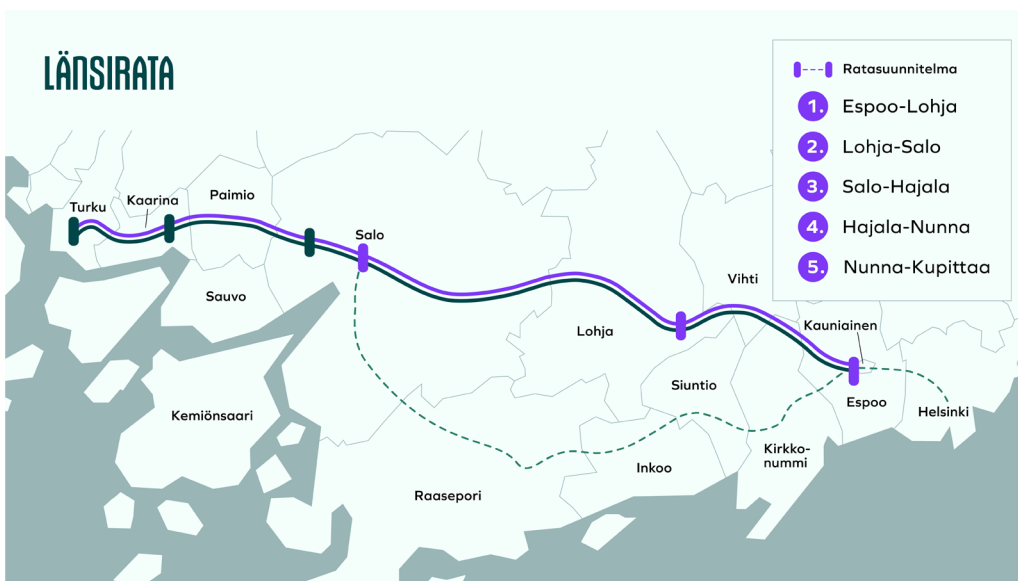 LÄNSIRATA
Ratasuunnitelma
1. Espoo-Lohja
2. Lohja-Salo
3. Salo-Hajala
4. Hajala-Nunna
5. Nunna-Kupittaa
Turku
Kaarina
Paimio
Salo
Sauvo
Vihti
Lohja
Kauniainen
Siuntio
Espoo
Helsinki
Kemiönsaari
Kirkko-
nummi
Inkoo
Raasepori